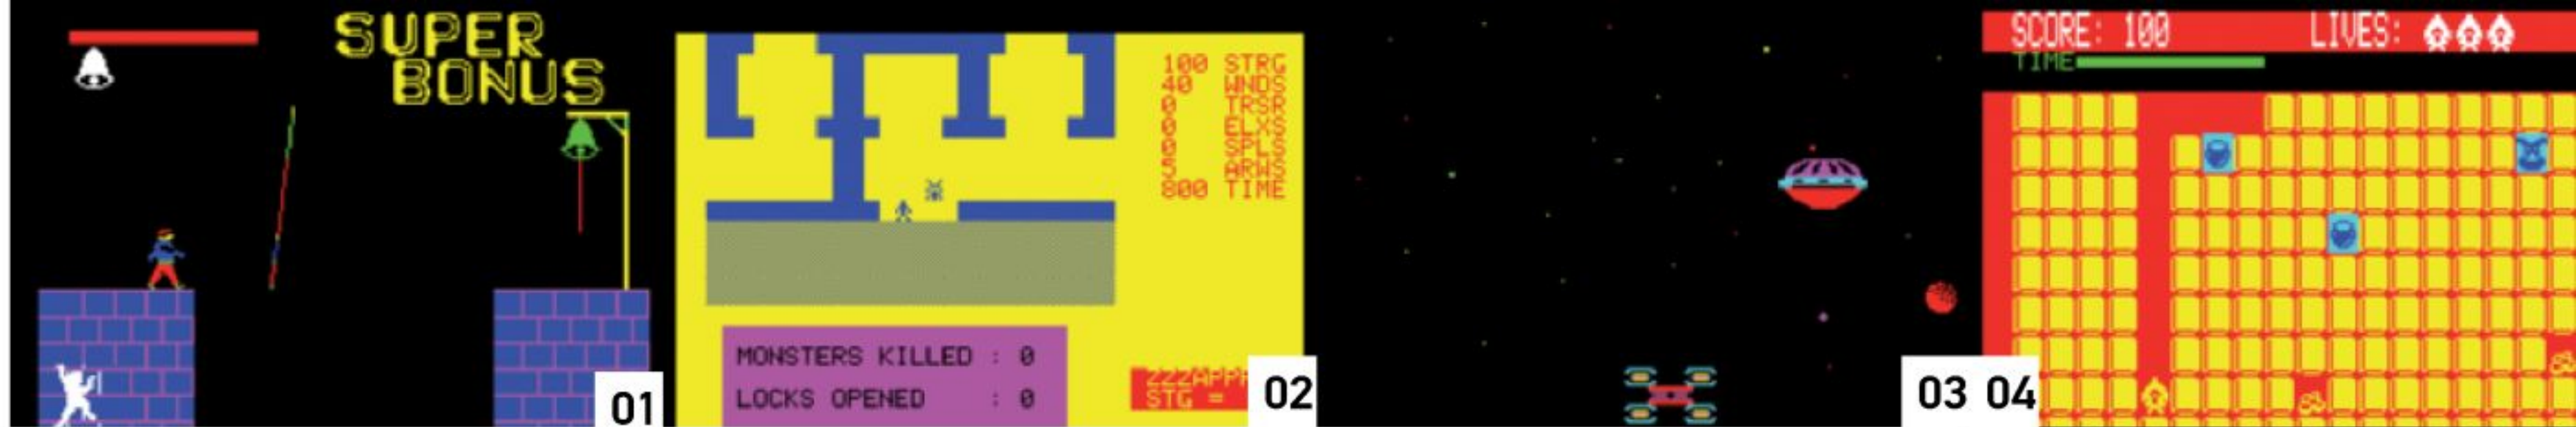 SUPER
BONUS
01
100 STRG
40 WNDS
0 TRSR
0 ELXS
0 SPLS
5 ARWS
800 TIME
MONSTERS KILLED : 0
LOCKS OPENED : 0
STG =
02
03
SCORE: 100 LIVES:
TIME
04